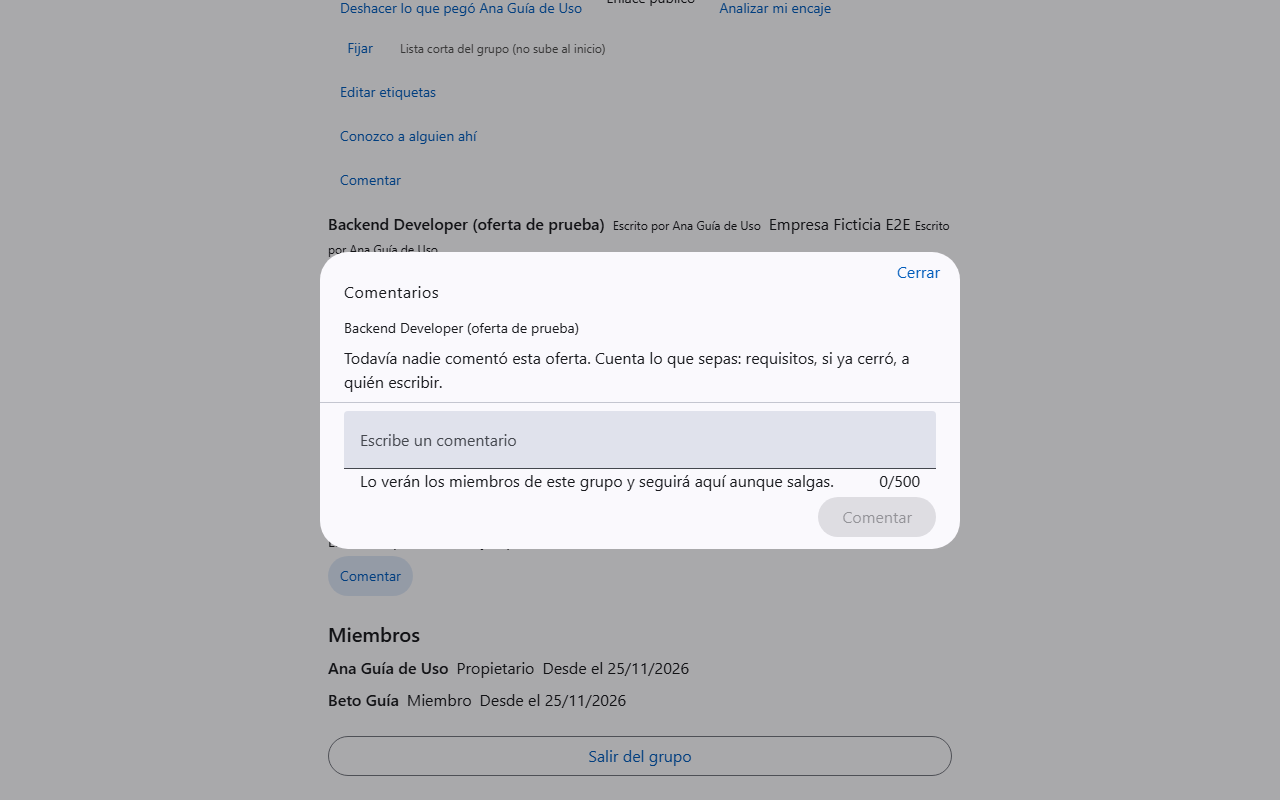 Deshacer lo que pegó Ana Guía de Uso
Analizar mi encaje
Fijar Lista corta del grupo (no sube al inicio)
Editar etiquetas
Conozco a alguien ahí
Comentar
Backend Developer (oferta de prueba) Escrito por Ana Guía de Uso Empresa Ficticia E2E Escrito
por Ana Guía de Uso
Cerrar
Comentarios
Backend Developer (oferta de prueba)
Todavía nadie comentó esta oferta. Cuenta lo que sepas: requisitos, si ya cerró, a
quién escribir.
Escribe un comentario
Lo verán los miembros de este grupo y seguirá aquí aunque salgas. 0/500
Comentar
Comentar
Miembros
Ana Guía de Uso Propietario Desde el 25/11/2026
Beto Guía Miembro Desde el 25/11/2026
Salir del grupo